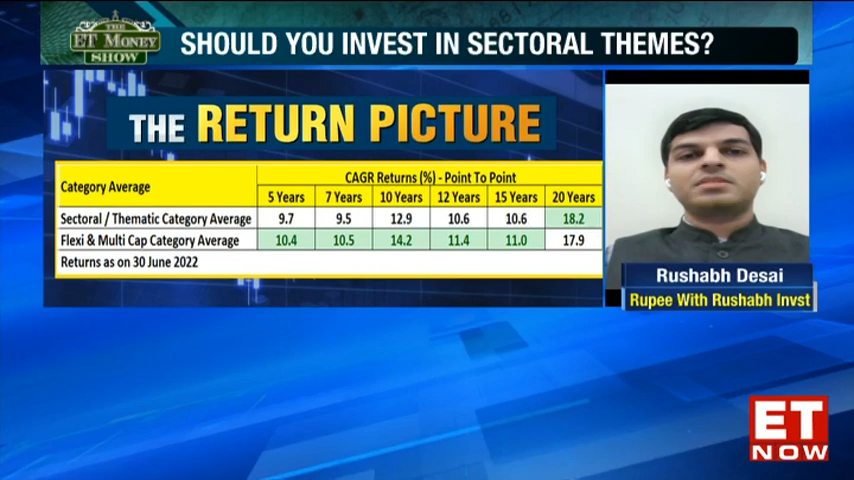 THE
ET MONEY
SHOW
SHOULD YOU INVEST IN SECTORAL THEMES?
THE RETURN PICTURE
Category Average
CAGR Returns (%) - Point To Point
5 Years 7 Years 10 Years 12 Years 15 Years 20 Years
Sectoral / Thematic Category Average 9.7 9.5 12.9 10.6 10.6 18.2
Flexi & Multi Cap Category Average 10.4 10.5 14.2 11.4 11.0 17.9
Returns as on 30 June 2022
Rushabh Desai
Rupee With Rushabh Invst
ET
NOW